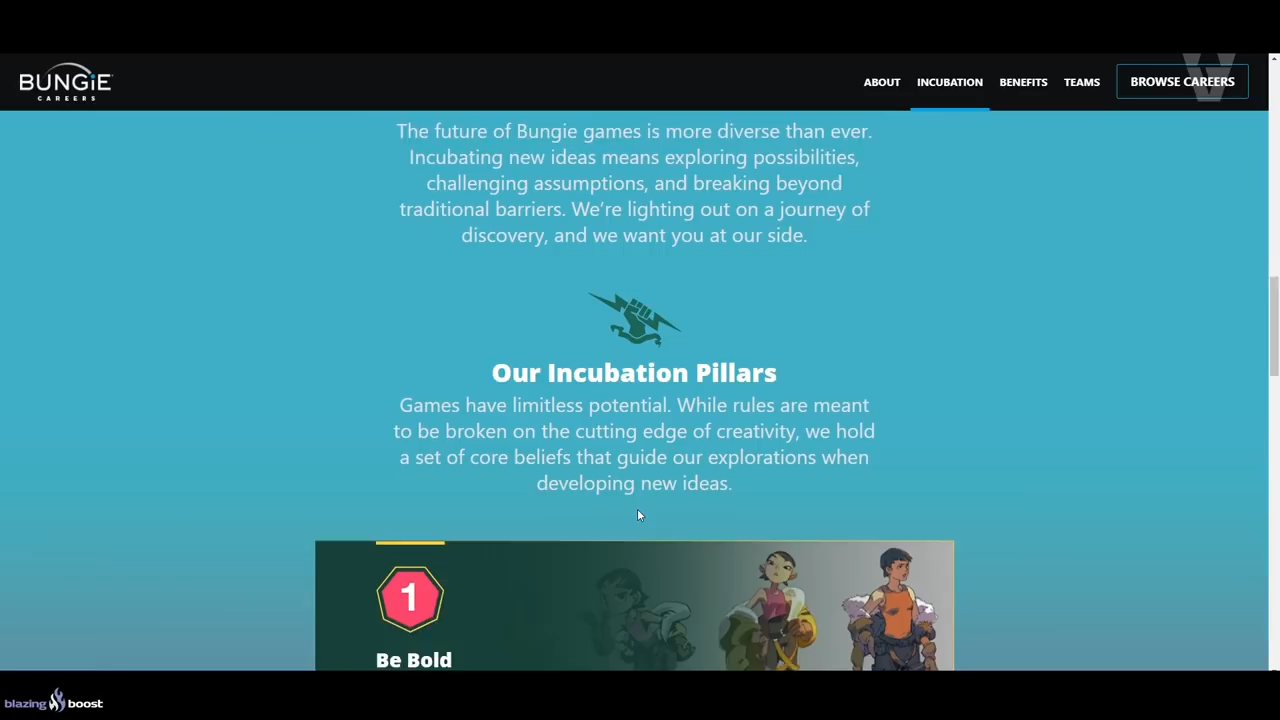 BUNGiE
CAREERS
ABOUT
INCUBATION
BENEFITS
TEAMS
BROWSE CAREERS
The future of Bungie games is more diverse than ever.
Incubating new ideas means exploring possibilities,
challenging assumptions, and breaking beyond
traditional barriers. We’re lighting out on a journey of
discovery, and we want you at our side.
Our Incubation Pillars
Games have limitless potential. While rules are meant
to be broken on the cutting edge of creativity, we hold
a set of core beliefs that guide our explorations when
developing new ideas.
1
Be Bold
blazing boost